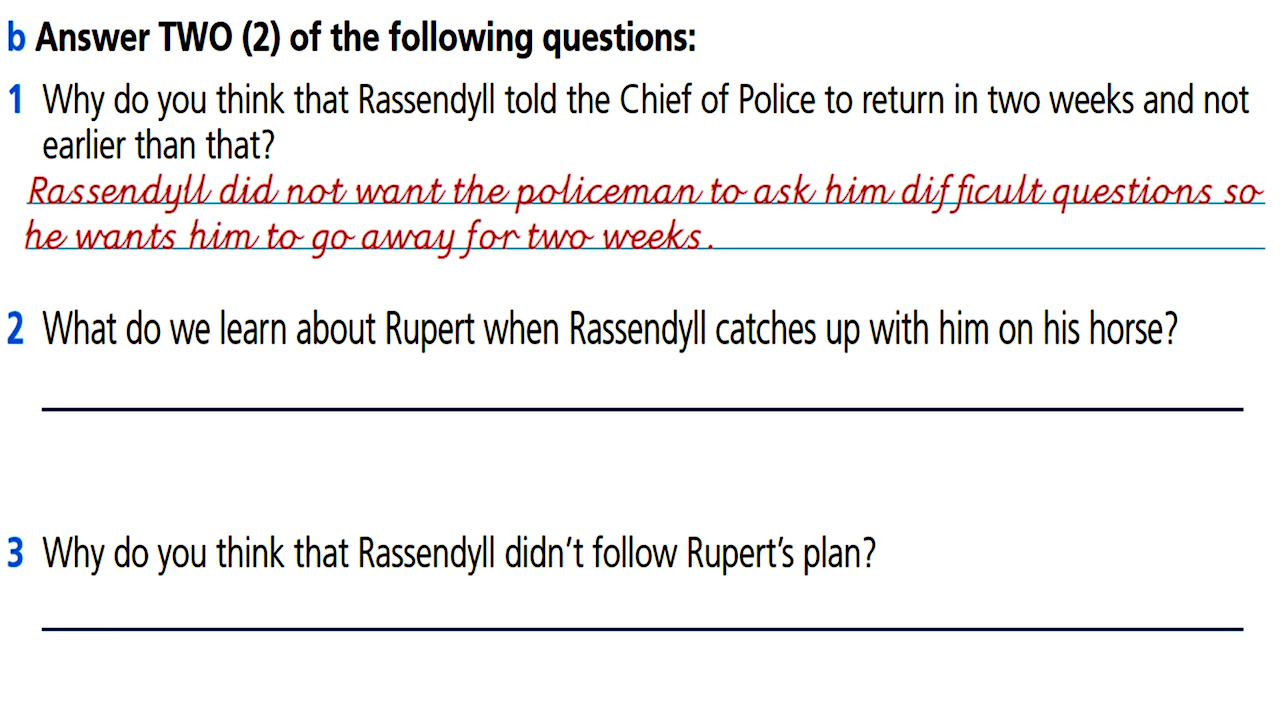 b Answer TWO (2) of the following questions:
1 Why do you think that Rassendyll told the Chief of Police to return in two weeks and not
earlier than that?
Rassendyll did not want the policeman to ask him difficult questions so
he wants him to go away for two weeks.
2 What do we learn about Rupert when Rassendyll catches up with him on his horse?
3 Why do you think that Rassendyll didn't follow Rupert's plan?